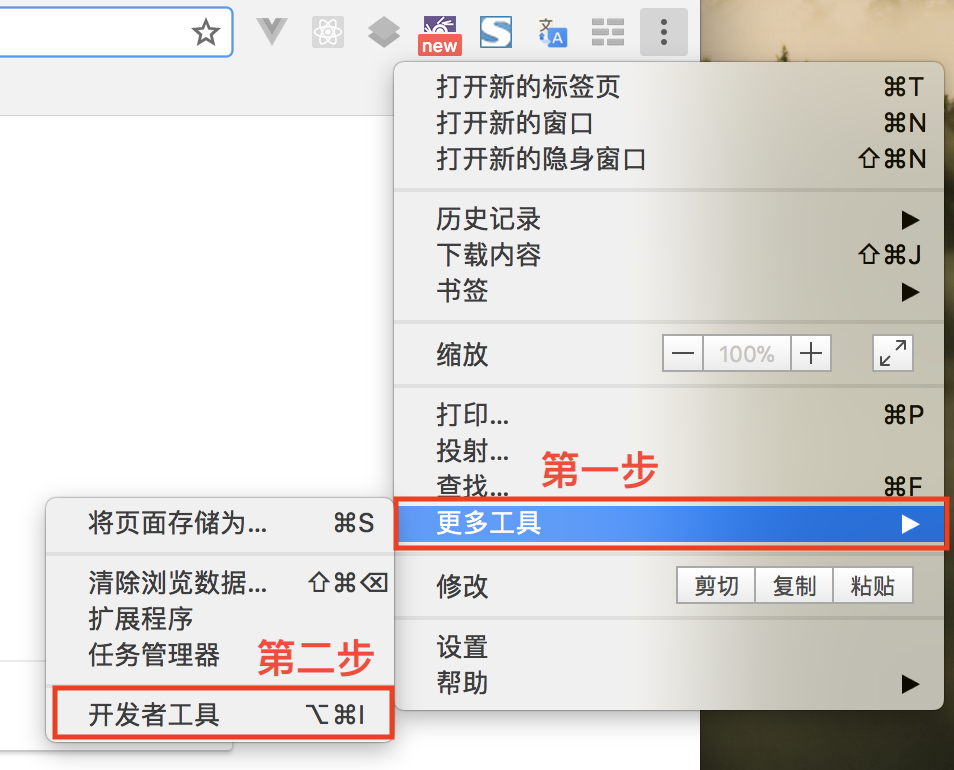 new
文A
打开新的标签页 ⌘T
打开新的窗口 ⌘N
打开新的隐身窗口 ⇧⌘N
历史记录 ▶
下载内容 ⇧⌘J
书签 ▶
缩放 — 100% +
打印... ⌘P
投射...
第一步
查找... ⌘F
更多工具 ▶
修改 剪切 复制 粘贴
设置
帮助 ▶
将页面存储为... ⌘S
清除浏览数据... ⇧⌘⌫
扩展程序
任务管理器
第二步
开发者工具 ⌥⌘I